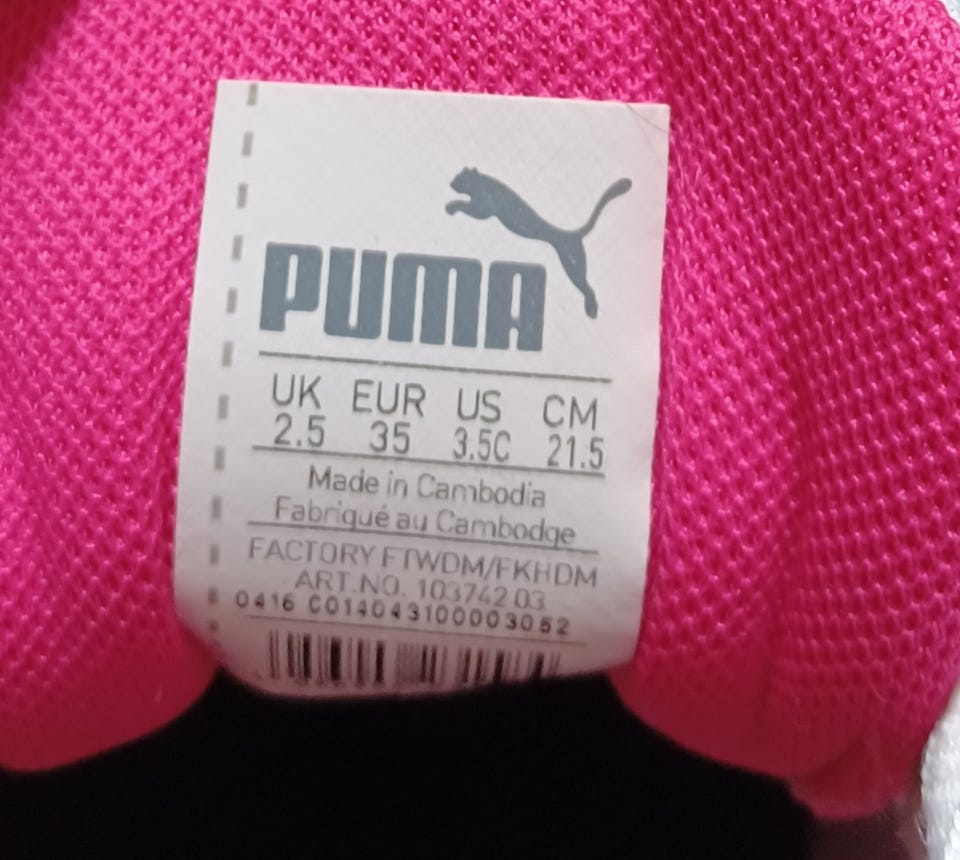 PUMA
UK EUR US CM
2.5 35 3.5C 21.5
Made in Cambodia
Fabriqué au Cambodge
FACTORY FTWDM/FKHDM
ART.NO. 103742 03
0416 C0140431000003052